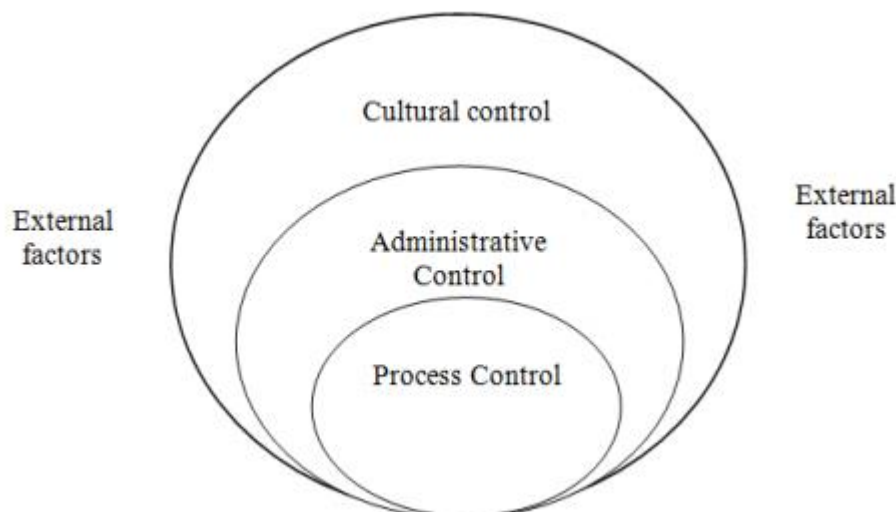 Cultural control
External
factors
External
factors
Administrative
Control
Process Control